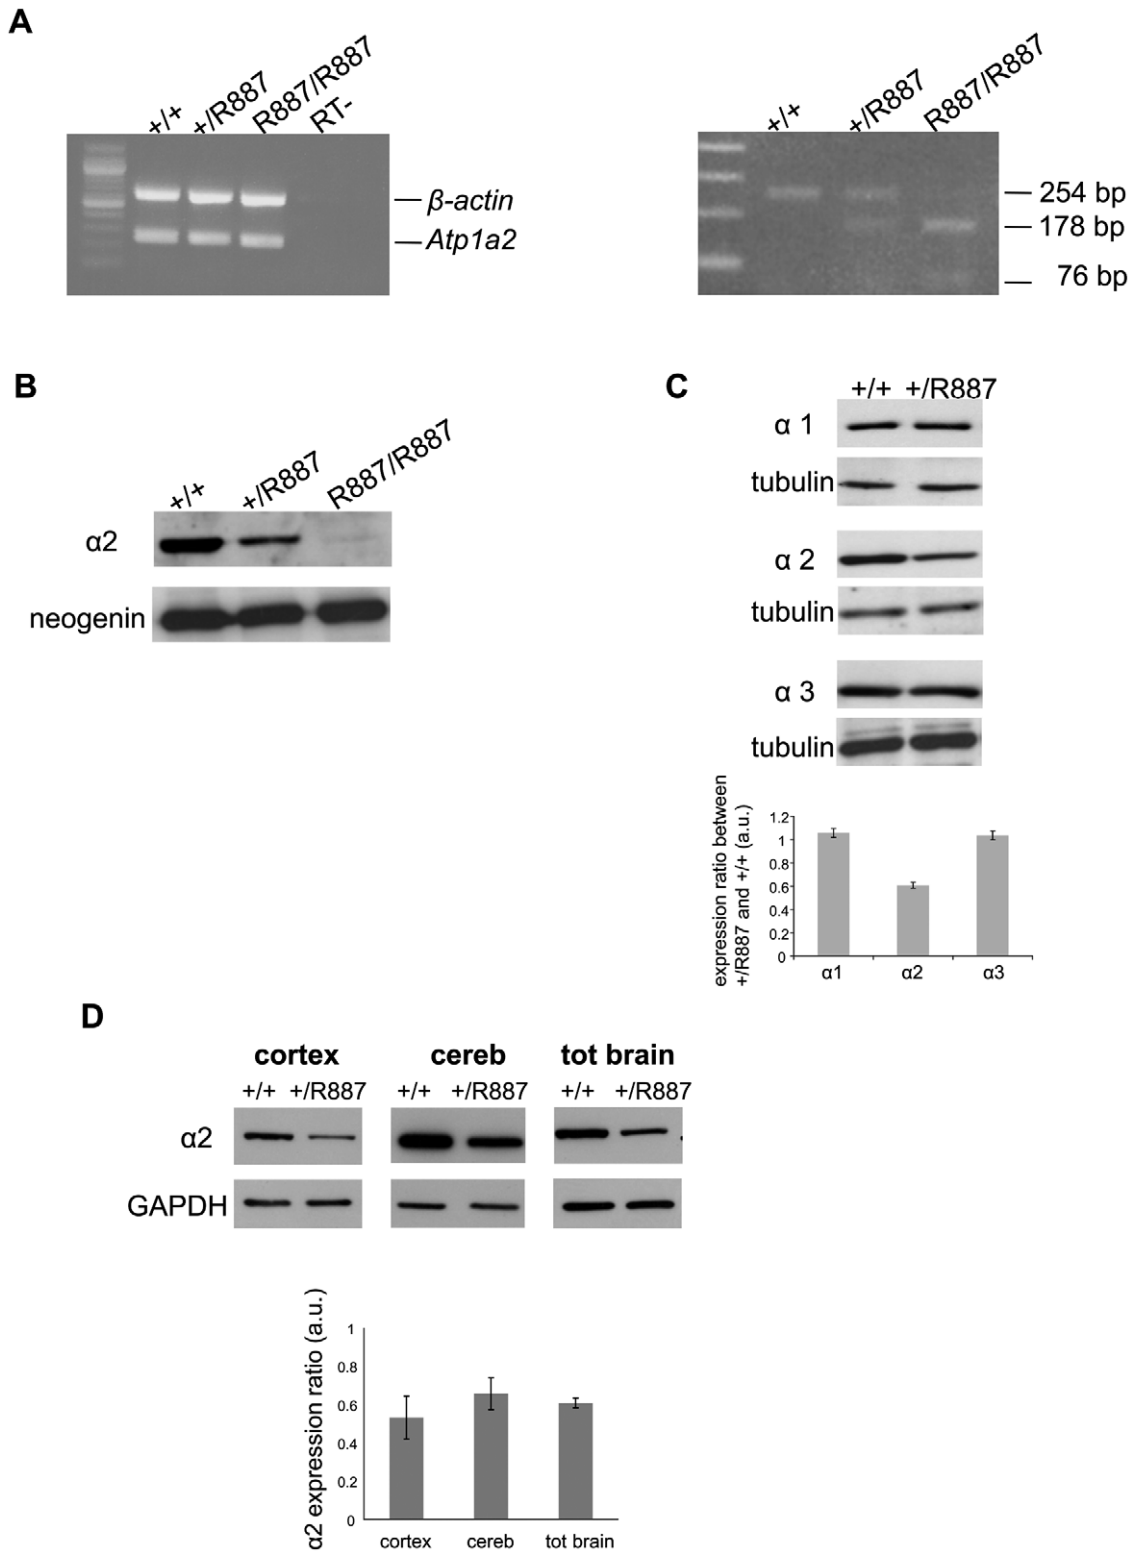 A
+/+ +/R887 R887/R887 RT-
β-actin
Atp1a2
+/+ +/R887 R887/R887
254 bp
178 bp
76 bp
B
+/+ +/R887 R887/R887
α2
neogenin
C
+/+ +/R887
α 1
tubulin
α 2
tubulin
α 3
tubulin
expression ratio between
+/R887 and +/+ (a.u.)
1.2
1
0.8
0.6
0.4
0.2
0
α1 α2 α3
D
cortex cereb tot brain
+/+ +/R887 +/+ +/R887 +/+ +/R887
α2
GAPDH
α2 expression ratio (a.u.)
1
0.8
0.6
0.4
0.2
0
cortex cereb tot brain